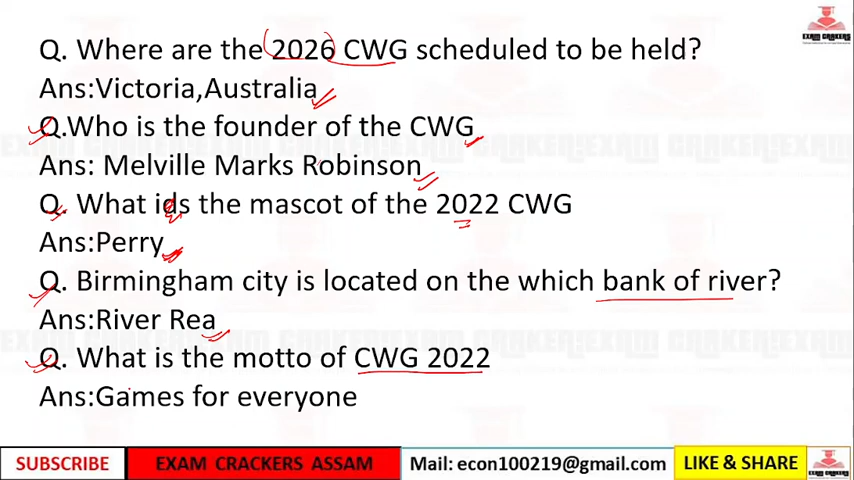 Q. Where are the (2026) CWG scheduled to be held?
Ans:Victoria,Australia
Q.Who is the founder of the CWG
Ans: Melville Marks Robinson
Q. What ids the mascot of the 2022 CWG
Ans:Perry
Q. Birmingham city is located on the which bank of river?
Ans:River Rea
Q. What is the motto of CWG 2022
Ans:Games for everyone
EXAM CRAKERS
SUBSCRIBE EXAM CRACKERS ASSAM Mail: econ100219@gmail.com LIKE & SHARE